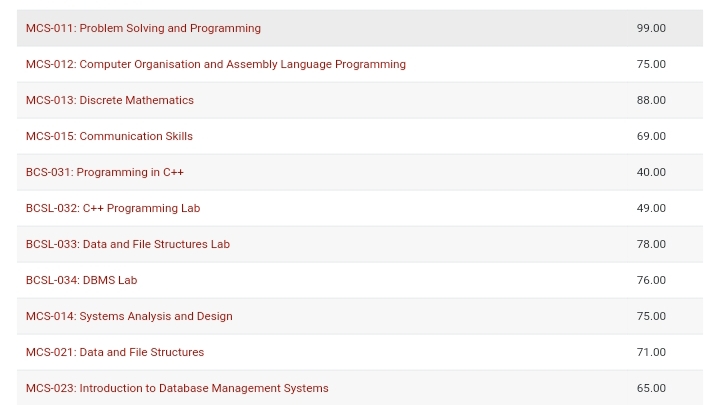 MCS-011: Problem Solving and Programming 99.00
MCS-012: Computer Organisation and Assembly Language Programming 75.00
MCS-013: Discrete Mathematics 88.00
MCS-015: Communication Skills 69.00
BCS-031: Programming in C++ 40.00
BCSL-032: C++ Programming Lab 49.00
BCSL-033: Data and File Structures Lab 78.00
BCSL-034: DBMS Lab 76.00
MCS-014: Systems Analysis and Design 75.00
MCS-021: Data and File Structures 71.00
MCS-023: Introduction to Database Management Systems 65.00